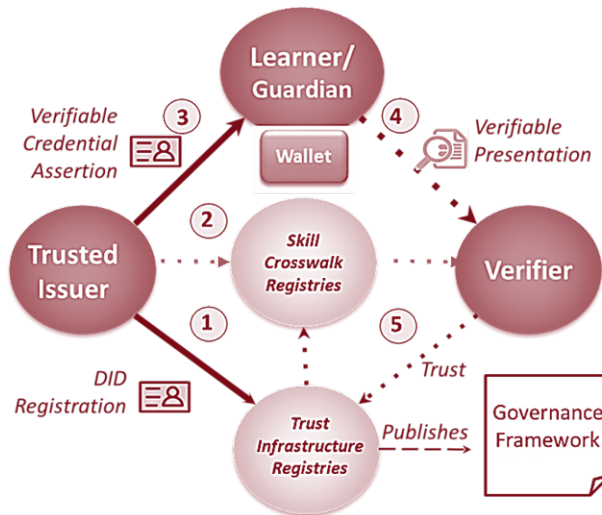 Learner/
Guardian
Wallet
3
Verifiable
Credential
Assertion
4
Verifiable
Presentation
2
Trusted
Issuer
Skill
Crosswalk
Registries
Verifier
1
5
DID
Registration
Trust
Trust
Infrastructure
Registries
Publishes
Governance
Framework